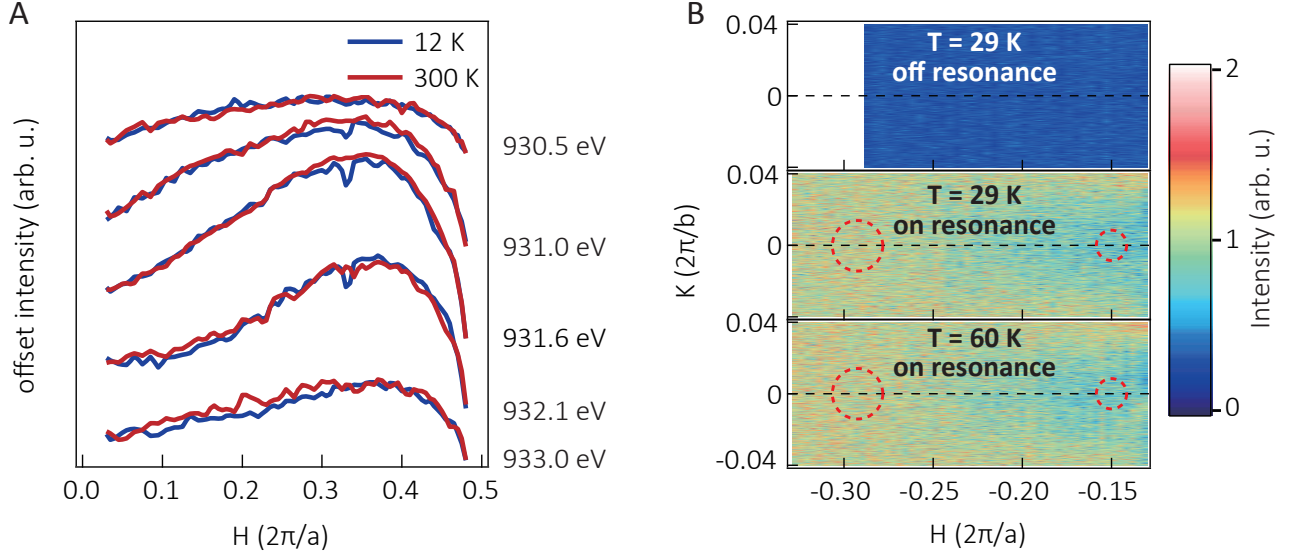 A
12 K
300 K
930.5 eV
931.0 eV
931.6 eV
932.1 eV
933.0 eV
offset intensity (arb. u.)
0.0 0.1 0.2 0.3 0.4 0.5
H (2π/a)
B
0.04
T = 29 K
off resonance
0
0.04
T = 29 K
on resonance
0
0.04
T = 60 K
on resonance
0
-0.04
K (2π/b)
-0.30 -0.25 -0.20 -0.15
H (2π/a)
2
1
0
Intensity (arb. u.)